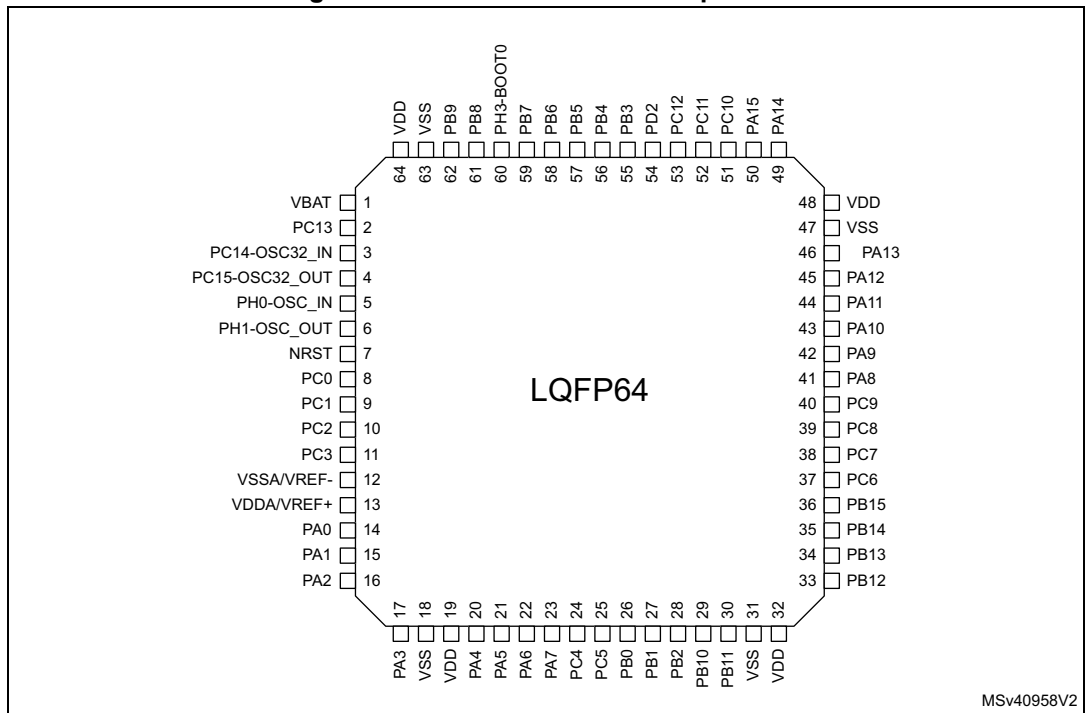 VDD
VSS
PB9
PB8
PH3-BOOT0
PB7
PB6
PB5
PB4
PB3
PD2
PC12
PC11
PC10
PA15
PA14
64
63
62
61
60
59
58
57
56
55
54
53
52
51
50
49
VBAT 1
PC13 2
PC14-OSC32_IN 3
PC15-OSC32_OUT 4
PH0-OSC_IN 5
PH1-OSC_OUT 6
NRST 7
PC0 8
PC1 9
PC2 10
PC3 11
VSSA/VREF- 12
VDDA/VREF+ 13
PA0 14
PA1 15
PA2 16
LQFP64
48 VDD
47 VSS
46 PA13
45 PA12
44 PA11
43 PA10
42 PA9
41 PA8
40 PC9
39 PC8
38 PC7
37 PC6
36 PB15
35 PB14
34 PB13
33 PB12
17
18
19
20
21
22
23
24
25
26
27
28
29
30
31
32
PA3
VSS
VDD
PA4
PA5
PA6
PA7
PC4
PC5
PB0
PB1
PB2
PB10
PB11
VSS
VDD
MSv40958V2